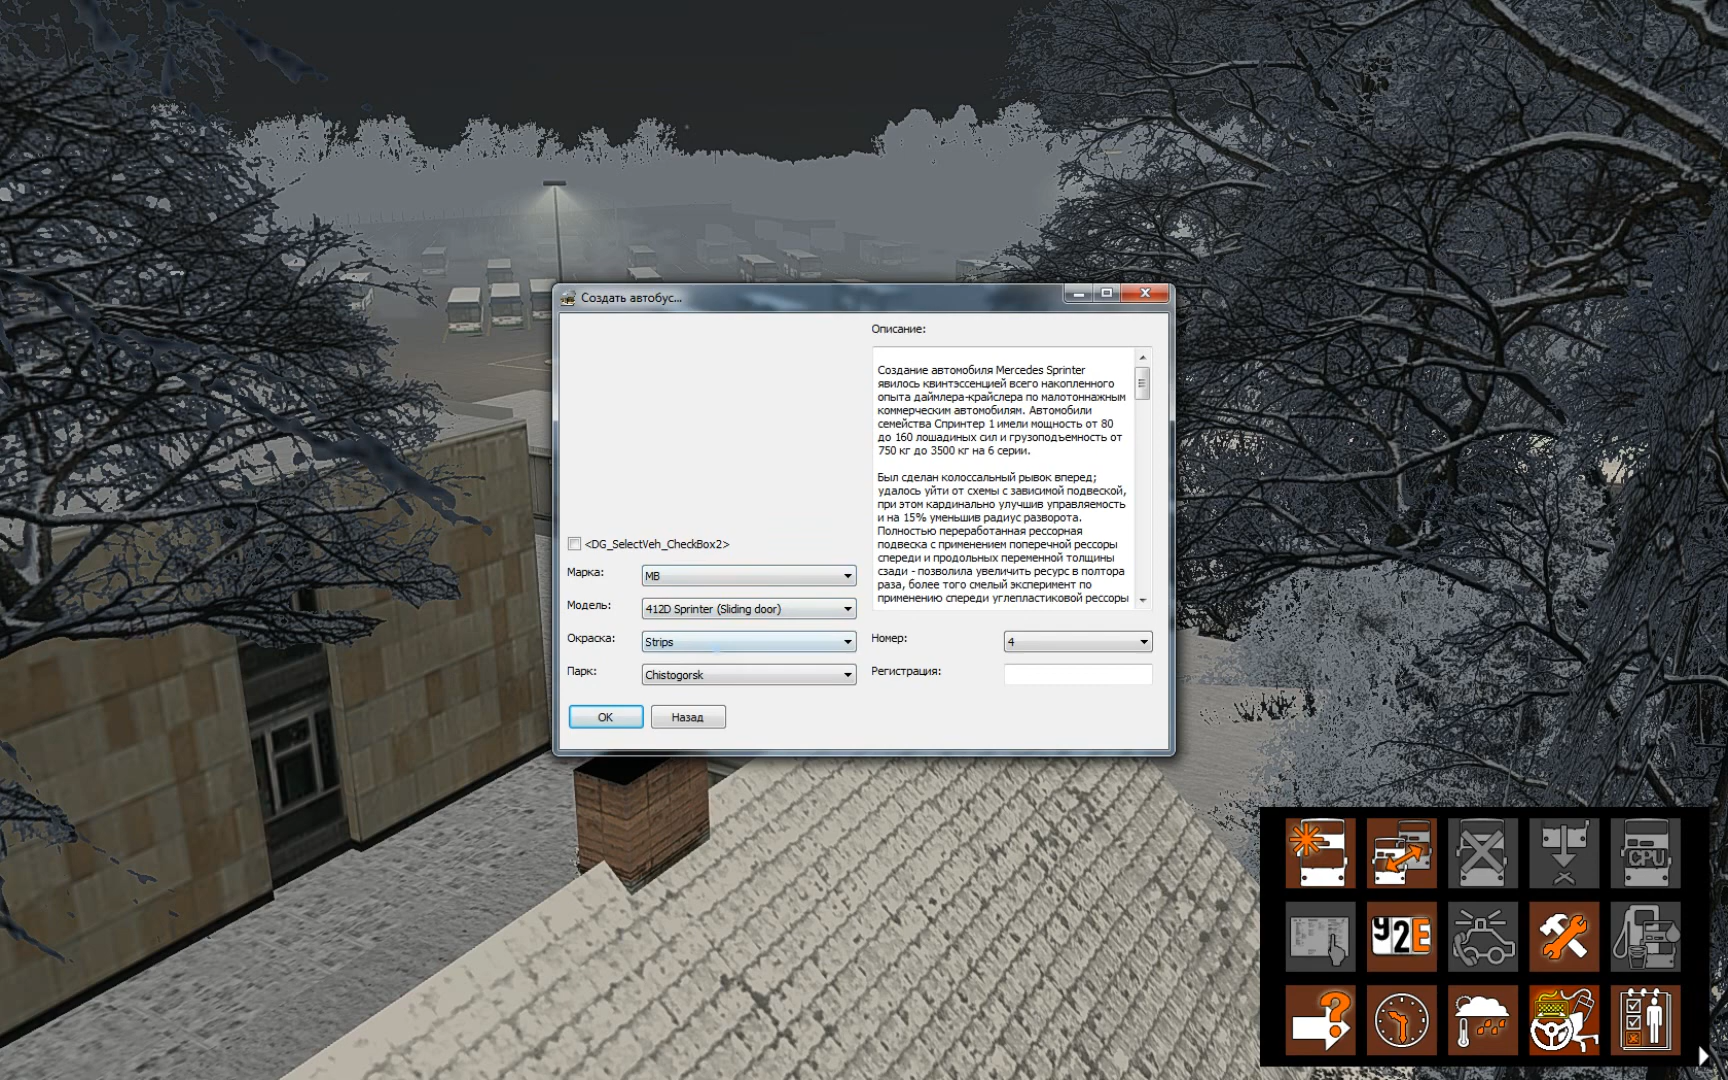 Создать автобус...
Описание:
Создание автомобиля Mercedes Sprinter
явилось квинтэссенцией всего накопленного
опыта даймлера-крайслера по малотоннажным
коммерческим автомобилям. Автомобили
семейства Спринтер 1 имели мощность от 80
до 160 лошадиных сил и грузоподъемность от
750 кг до 3500 кг на 6 серии.
Был сделан колоссальный рывок вперед;
удалось уйти от схемы с зависимой подвеской,
при этом кардинально улучшив управляемость
и на 15% уменьшив радиус разворота.
Полностью переработанная рессорная
подвеска с применением поперечной рессоры
спереди и продольных переменной толщины
сзади - позволила увеличить ресурс в полтора
раза, более того смелый эксперимент по
применению спереди углепластиковой рессоры
<DG_SelectVeh_CheckBox2>
Марка: MB
Модель: 412D Sprinter (Sliding door)
Окраска: Strips
Номер: 4
Парк: Chistogorsk
Регистрация:
OK Назад
CPU
92E